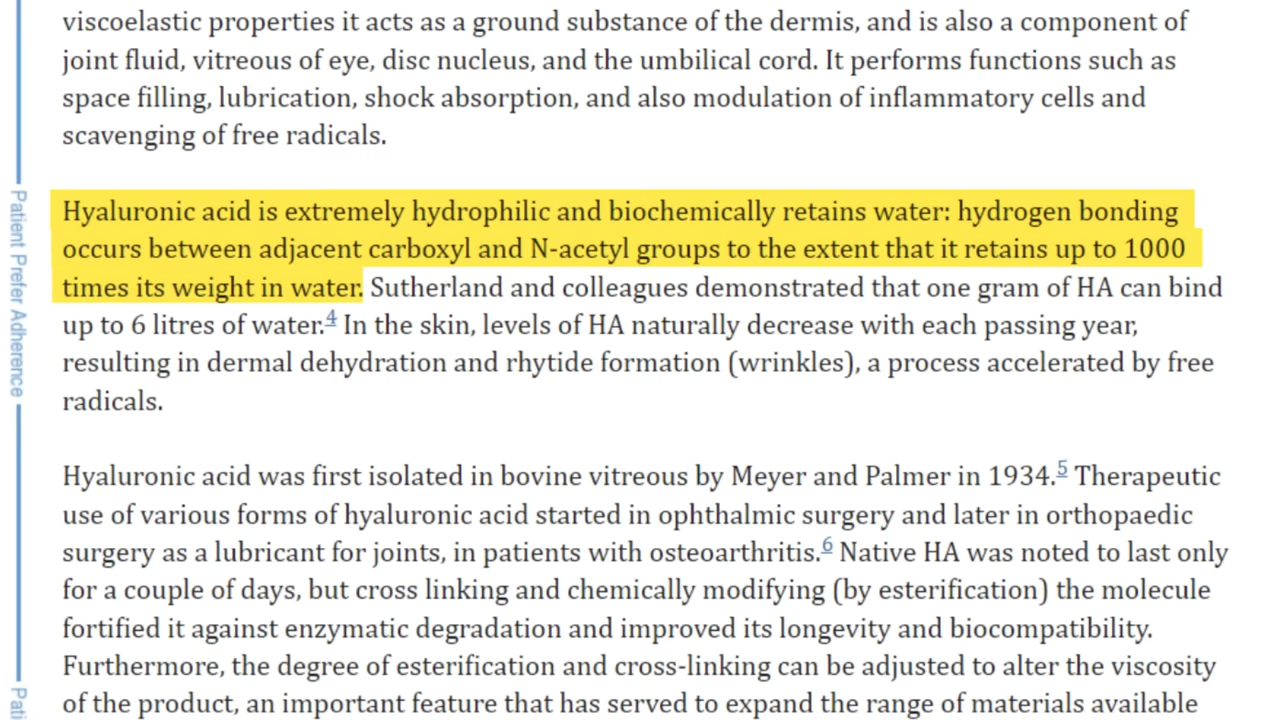 viscoelastic properties it acts as a ground substance of the dermis, and is also a component of
joint fluid, vitreous of eye, disc nucleus, and the umbilical cord. It performs functions such as
space filling, lubrication, shock absorption, and also modulation of inflammatory cells and
scavenging of free radicals.
Hyaluronic acid is extremely hydrophilic and biochemically retains water: hydrogen bonding
occurs between adjacent carboxyl and N-acetyl groups to the extent that it retains up to 1000
times its weight in water. Sutherland and colleagues demonstrated that one gram of HA can bind
up to 6 litres of water.4 In the skin, levels of HA naturally decrease with each passing year,
resulting in dermal dehydration and rhytide formation (wrinkles), a process accelerated by free
radicals.
Hyaluronic acid was first isolated in bovine vitreous by Meyer and Palmer in 1934.5 Therapeutic
use of various forms of hyaluronic acid started in ophthalmic surgery and later in orthopaedic
surgery as a lubricant for joints, in patients with osteoarthritis.6 Native HA was noted to last only
for a couple of days, but cross linking and chemically modifying (by esterification) the molecule
fortified it against enzymatic degradation and improved its longevity and biocompatibility.
Furthermore, the degree of esterification and cross-linking can be adjusted to alter the viscosity
of the product, an important feature that has served to expand the range of materials available
Patient Prefer Adherence
Pati